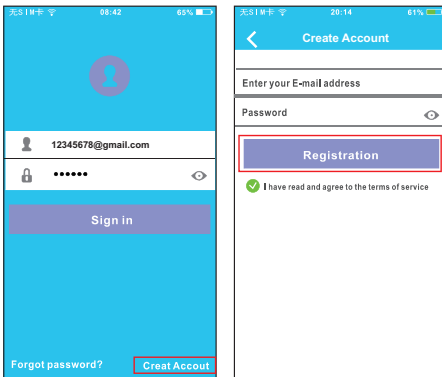 无SIM卡 08:42 65%
12345678@gmail.com
••••••
Sign in
Forgot password? Creat Accout
无SIM卡 20:14 61%
Create Account
Enter your E-mail address
Password
Registration
I have read and agree to the terms of service